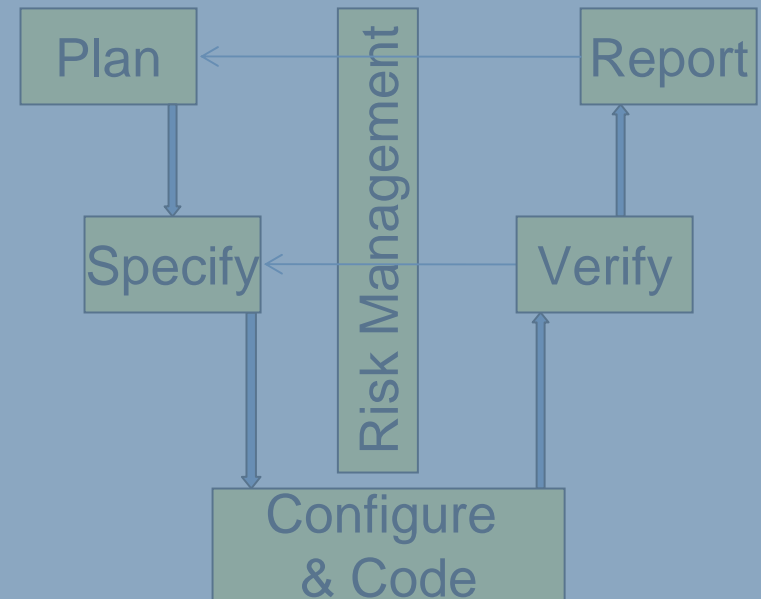 Plan
Report
Risk Management
Specify
Verify
Configure
& Code